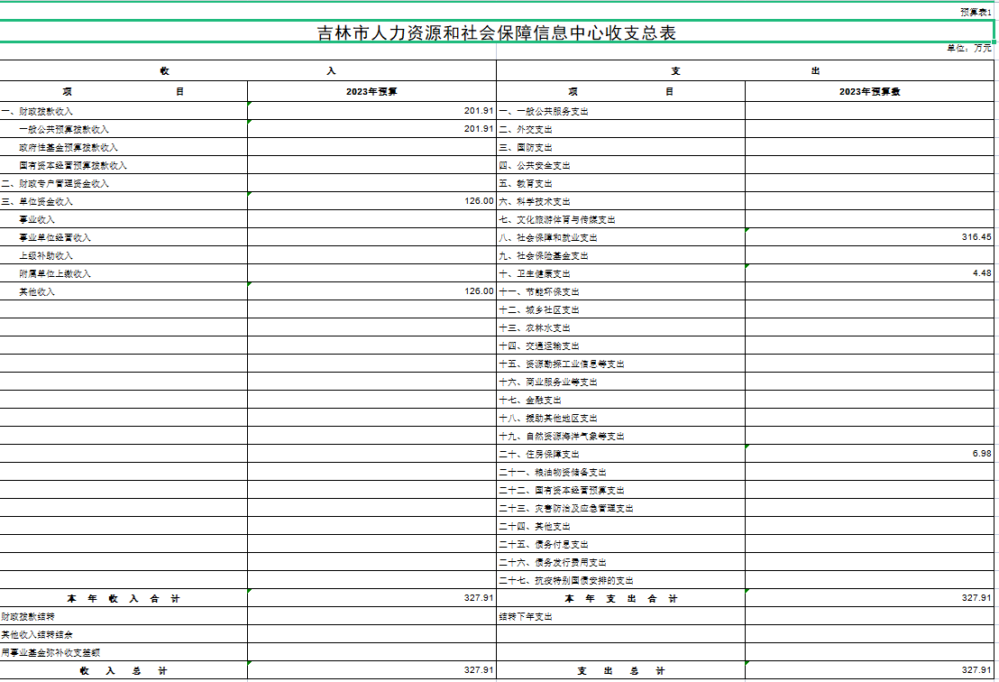 预算表1
吉林市人力资源和社会保障信息中心收支总表
单位：万元
收 入 支 出
项 目 2023年预算 项 目 2023年预算数
一、财政拨款收入 201.91 一、一般公共服务支出
一般公共预算拨款收入 201.91 二、外交支出
政府性基金预算拨款收入 三、国防支出
国有资本经营预算拨款收入 四、公共安全支出
二、财政专户管理资金收入 五、教育支出
三、单位资金收入 126.00 六、科学技术支出
事业收入 七、文化旅游体育与传媒支出
事业单位经营收入 八、社会保障和就业支出 316.45
上级补助收入 九、社会保险基金支出
附属单位上缴收入 十、卫生健康支出 4.48
其他收入 126.00 十一、节能环保支出
十二、城乡社区支出
十三、农林水支出
十四、交通运输支出
十五、资源勘探工业信息等支出
十六、商业服务业等支出
十七、金融支出
十八、援助其他地区支出
十九、自然资源海洋气象等支出
二十、住房保障支出 6.98
二十一、粮油物资储备支出
二十二、国有资本经营预算支出
二十三、灾害防治及应急管理支出
二十四、其他支出
二十五、债务付息支出
二十六、债务发行费用支出
二十七、抗疫特别国债安排的支出
本 年 收 入 合 计 327.91 本 年 支 出 合 计 327.91
财政拨款结转 结转下年支出
其他收入结转结余
用事业基金弥补收支差额
收 入 总 计 327.91 支 出 总 计 327.91